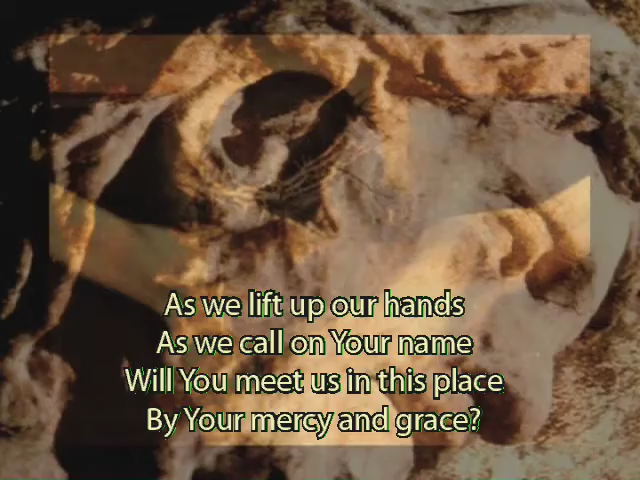 As we lift up our hands
As we call on Your name
Will You meet us in this place
By Your mercy and grace?